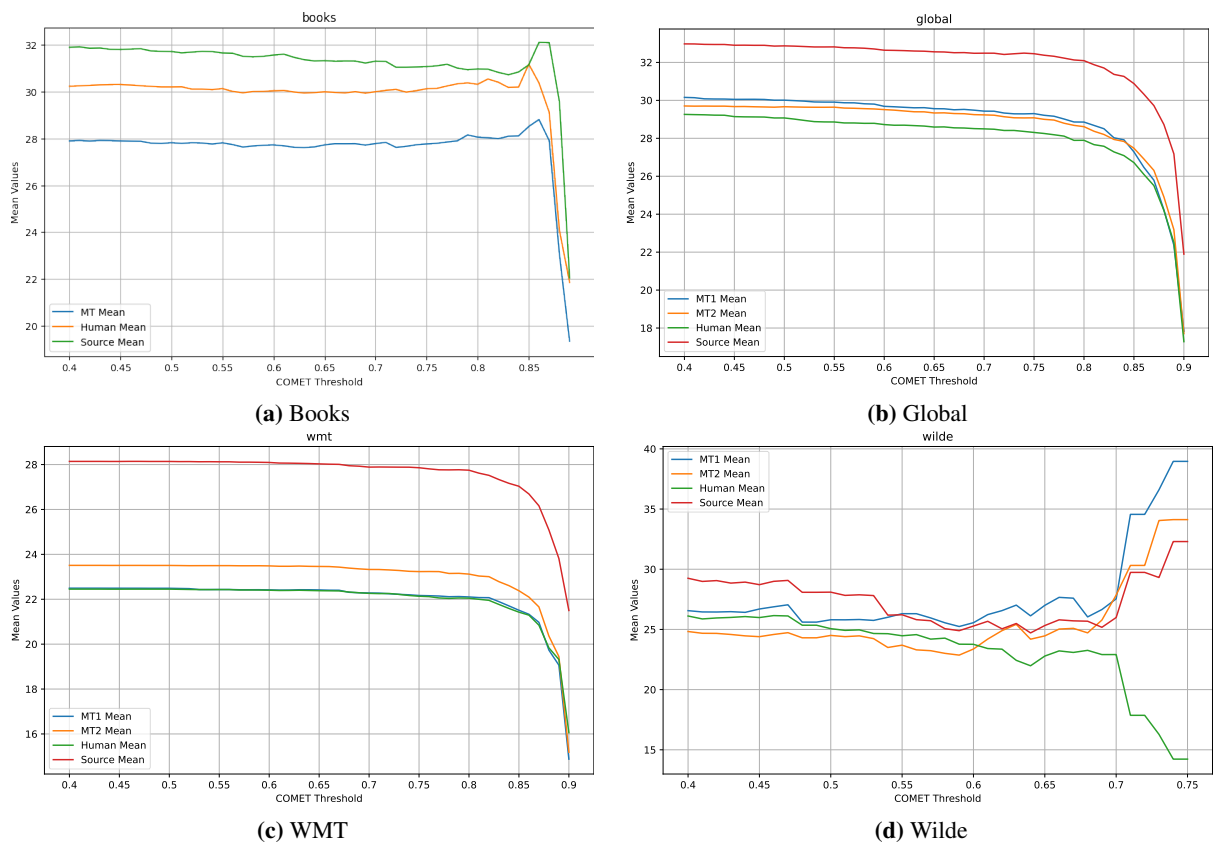 books
32
30
28
26
24
22
20
Mean Values
MT Mean
Human Mean
Source Mean
0.4 0.45 0.5 0.55 0.6 0.65 0.7 0.75 0.8 0.85
COMET Threshold
(a) Books
global
32
30
28
26
24
22
20
18
Mean Values
MT1 Mean
MT2 Mean
Human Mean
Source Mean
0.4 0.45 0.5 0.55 0.6 0.65 0.7 0.75 0.8 0.85 0.9
COMET Threshold
(b) Global
wmt
28
26
24
22
20
18
16
Mean Values
MT1 Mean
MT2 Mean
Human Mean
Source Mean
0.4 0.45 0.5 0.55 0.6 0.65 0.7 0.75 0.8 0.85 0.9
COMET Threshold
(c) WMT
wilde
40
35
30
25
20
15
Mean Values
MT1 Mean
MT2 Mean
Human Mean
Source Mean
0.4 0.45 0.5 0.55 0.6 0.65 0.7 0.75
COMET Threshold
(d) Wilde